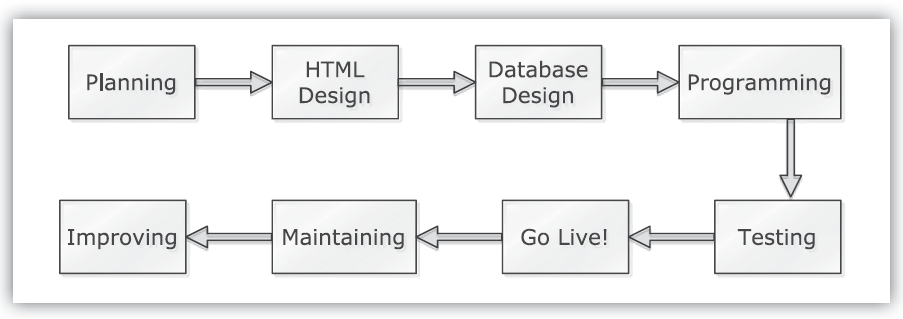 Planning
HTML
Design
Database
Design
Programming
Testing
Go Live!
Maintaining
Improving